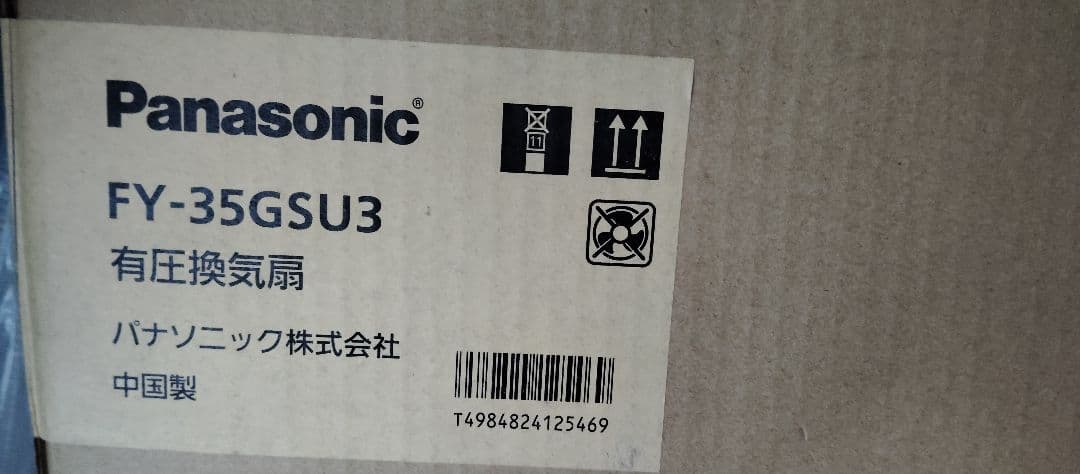 Panasonic®
FY-35GSU3
有圧換気扇
パナソニック株式会社
中国製
11
T4984824125469